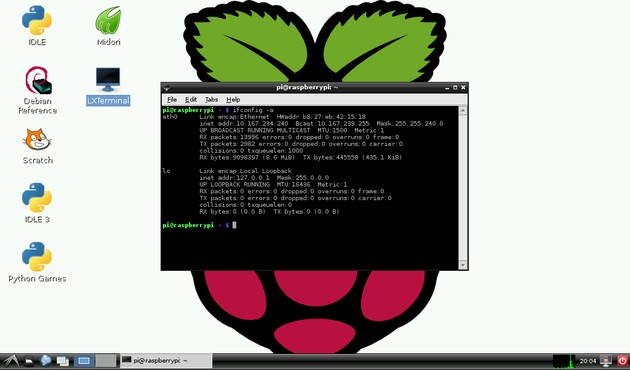 IDLE
Midori
Debian
Reference
LXTerminal
Scratch
IDLE 3
Python Games
pi@raspberrypi: ~
File Edit Tabs Help
pi@raspberrypi ~ $ ifconfig -a
eth0 Link encap:Ethernet HWaddr b8:27:eb:42:15:18
inet addr:10.167.234.240 Bcast:10.167.239.255 Mask:255.255.240.0
UP BROADCAST RUNNING MULTICAST MTU:1500 Metric:1
RX packets:13996 errors:0 dropped:0 overruns:0 frame:0
TX packets:2982 errors:0 dropped:0 overruns:0 carrier:0
collisions:0 txqueuelen:1000
RX bytes:9098397 (8.6 MiB) TX bytes:445558 (435.1 KiB)
lo Link encap:Local Loopback
inet addr:127.0.0.1 Mask:255.0.0.0
UP LOOPBACK RUNNING MTU:16436 Metric:1
RX packets:0 errors:0 dropped:0 overruns:0 frame:0
TX packets:0 errors:0 dropped:0 overruns:0 carrier:0
collisions:0 txqueuelen:0
RX bytes:0 (0.0 B) TX bytes:0 (0.0 B)
pi@raspberrypi ~ $
pi@raspberrypi: ~
20:04